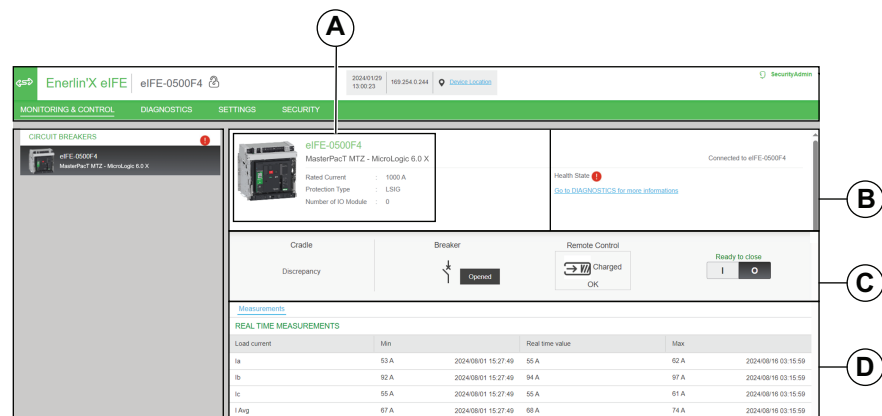 A
Enerlin'X eIFE
eIFE-0500F4
2024/01/29
13:00:23
169.254.0.244
Device Location
SecurityAdmin
MONITORING & CONTROL DIAGNOSTICS SETTINGS SECURITY
CIRCUIT BREAKERS
eIFE-0500F4
MasterPacT MTZ - MicroLogic 6.0 X
eIFE-0500F4
MasterPacT MTZ - MicroLogic 6.0 X
Rated Current : 1000 A
Protection Type : LSIG
Number of IO Module : 0
Connected to eIFE-0500F4
Health State
Go to DIAGNOSTICS for more informations
B
Cradle Breaker Remote Control
Discrepancy
Opened
Charged
OK
Ready to close
I O
C
Measurements
REAL TIME MEASUREMENTS
Load current Min Real time value Max
Ia 53 A 2024/08/01 15:27:49 55 A 62 A 2024/08/16 03:15:59
Ib 92 A 2024/08/01 15:27:49 94 A 97 A 2024/08/16 03:15:59
Ic 55 A 2024/08/01 15:27:49 55 A 61 A 2024/08/16 03:15:59
I Avg 67 A 2024/08/01 15:27:49 68 A 74 A 2024/08/16 03:15:59
D